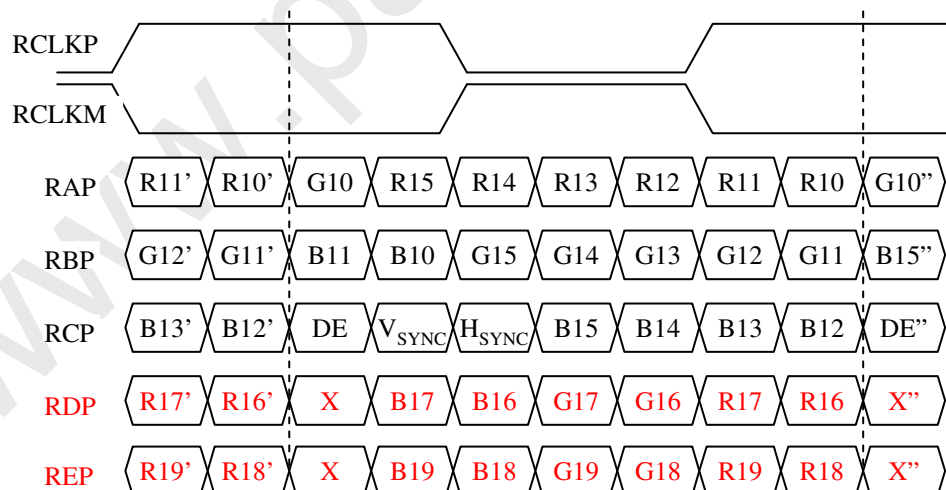 RCLKP
RCLKM
RAP R11’ R10’ G10 R15 R14 R13 R12 R11 R10 G10”
RBP G12’ G11’ B11 B10 G15 G14 G13 G12 G11 B15”
RCP B13’ B12’ DE VSYNC HSYNC B15 B14 B13 B12 DE”
RDP R17’ R16’ X B17 B16 G17 G16 R17 R16 X”
REP R19’ R18’ X B19 B18 G19 G18 R19 R18 X”
www.pa